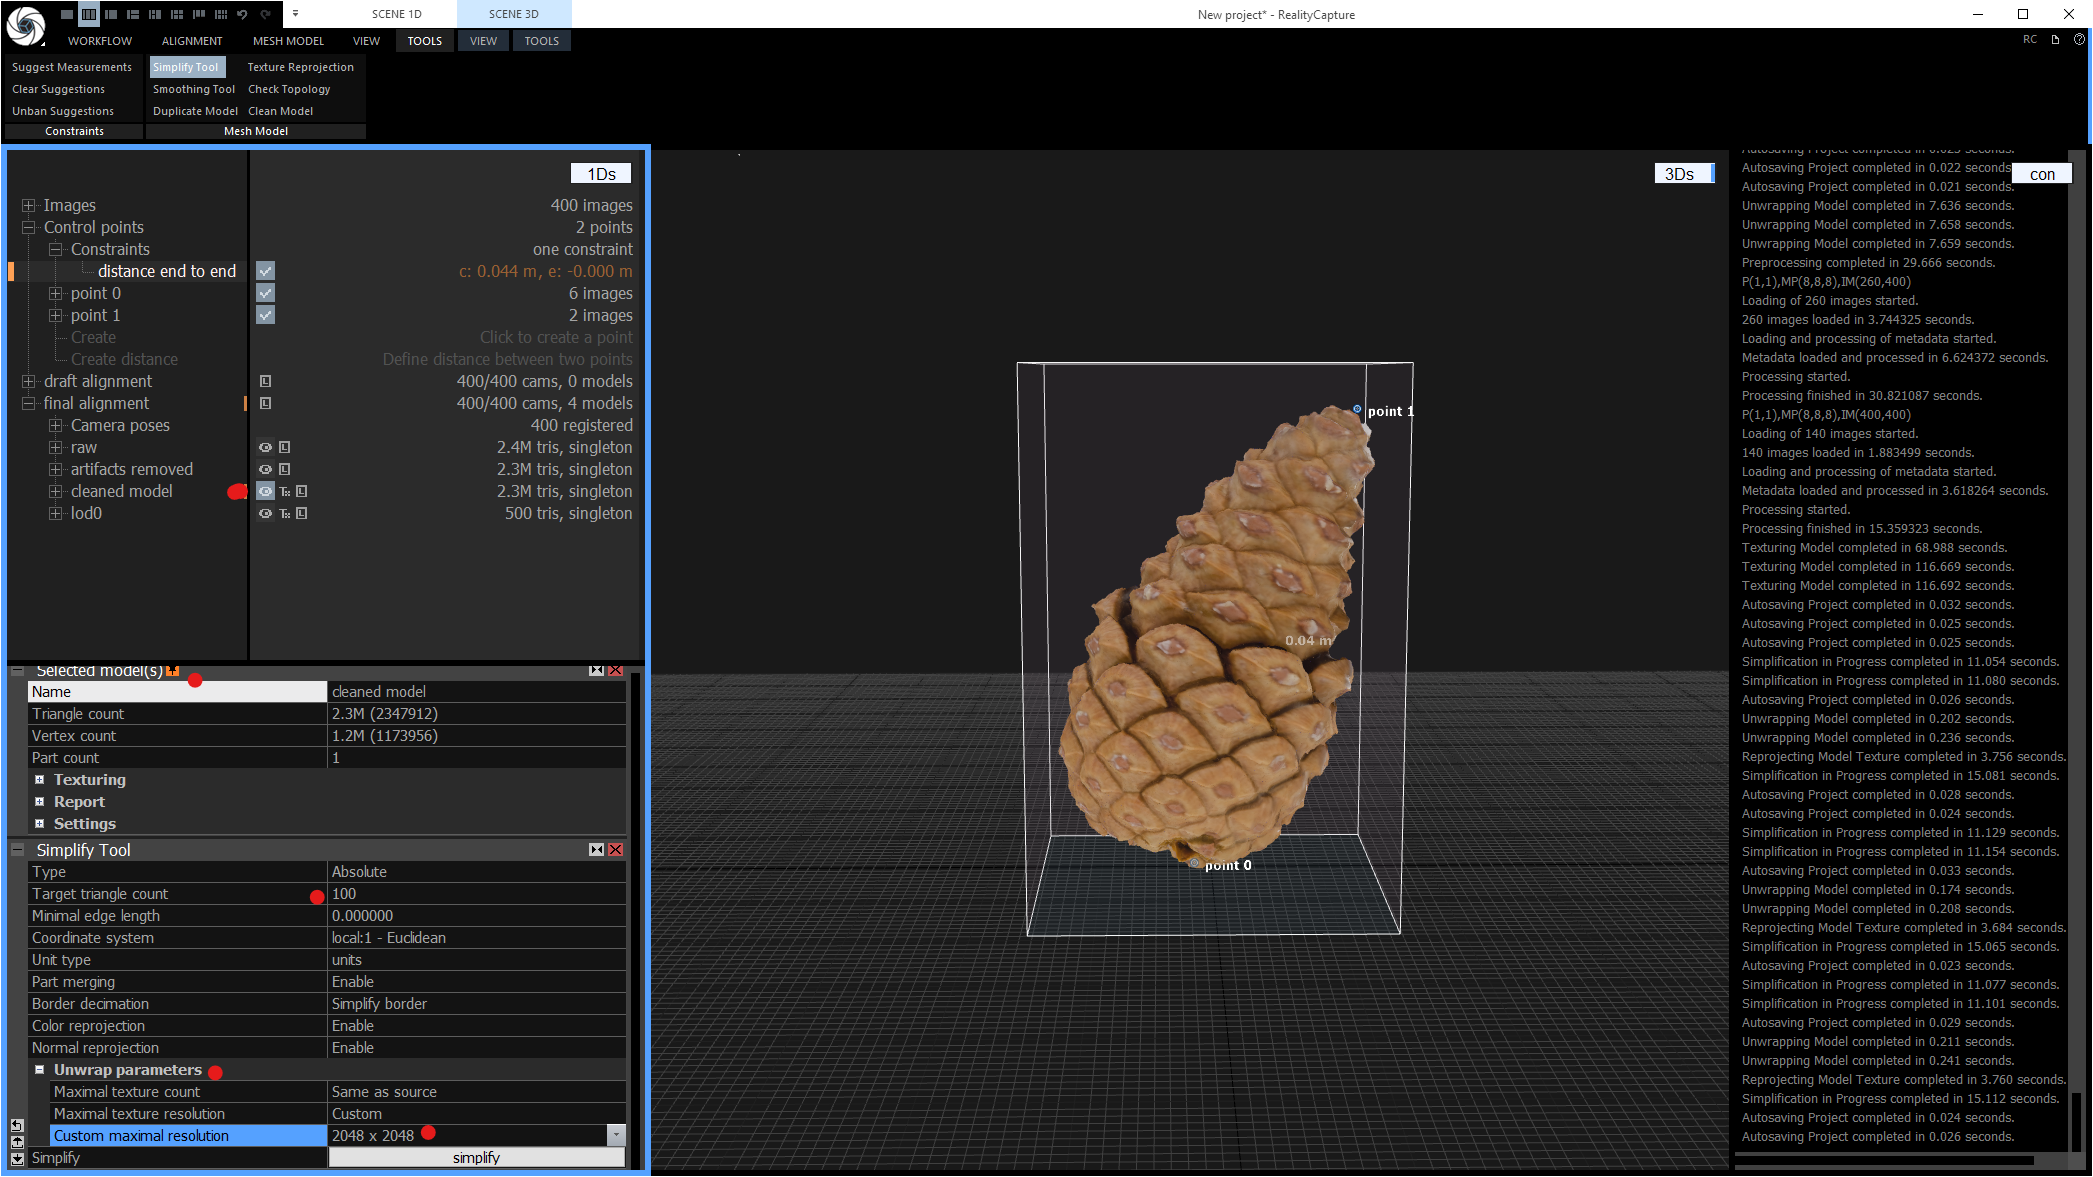 SCENE 1D
SCENE 3D
New project* - RealityCapture
WORKFLOW
ALIGNMENT
MESH MODEL
VIEW
TOOLS
VIEW
TOOLS
RC
Suggest Measurements
Simplify Tool
Texture Reprojection
Clear Suggestions
Smoothing Tool
Check Topology
Unban Suggestions
Duplicate Model
Clean Model
Constraints
Mesh Model
1Ds
Images 400 images
Control points 2 points
Constraints one constraint
distance end to end c: 0.044 m, e: -0.000 m
point 0 6 images
point 1 2 images
Create Click to create a point
Create distance Define distance between two points
draft alignment 400/400 cams, 0 models
final alignment 400/400 cams, 4 models
Camera poses 400 registered
raw 2.4M tris, singleton
artifacts removed 2.3M tris, singleton
cleaned model 2.3M tris, singleton
lod0 500 tris, singleton
Selected model(s)
Name cleaned model
Triangle count 2.3M (2347912)
Vertex count 1.2M (1173956)
Part count 1
Texturing
Report
Settings
Simplify Tool
Type Absolute
Target triangle count 100
Minimal edge length 0.000000
Coordinate system local:1 - Euclidean
Unit type units
Part merging Enable
Border decimation Simplify border
Color reprojection Enable
Normal reprojection Enable
Unwrap parameters
Maximal texture count Same as source
Maximal texture resolution Custom
Custom maximal resolution 2048 x 2048
Simplify simplify
3Ds
point 1
0.04 m
point 0
con
Autosaving Project completed in 0.023 seconds.
Autosaving Project completed in 0.022 seconds
Autosaving Project completed in 0.021 seconds.
Unwrapping Model completed in 7.636 seconds.
Unwrapping Model completed in 7.658 seconds.
Unwrapping Model completed in 7.659 seconds.
Preprocessing completed in 29.666 seconds.
P(1,1),MP(8,8,8),IM(260,400)
Loading of 260 images started.
260 images loaded in 3.744325 seconds.
Loading and processing of metadata started.
Metadata loaded and processed in 6.624372 seconds.
Processing started.
Processing finished in 30.821087 seconds.
P(1,1),MP(8,8,8),IM(400,400)
Loading of 140 images started.
140 images loaded in 1.883499 seconds.
Loading and processing of metadata started.
Metadata loaded and processed in 3.618264 seconds.
Processing started.
Processing finished in 15.359323 seconds.
Texturing Model completed in 68.988 seconds.
Texturing Model completed in 116.669 seconds.
Texturing Model completed in 116.692 seconds.
Autosaving Project completed in 0.032 seconds.
Autosaving Project completed in 0.025 seconds.
Autosaving Project completed in 0.025 seconds.
Simplification in Progress completed in 11.054 seconds.
Simplification in Progress completed in 11.080 seconds.
Autosaving Project completed in 0.026 seconds.
Unwrapping Model completed in 0.202 seconds.
Unwrapping Model completed in 0.236 seconds.
Reprojecting Model Texture completed in 3.756 seconds.
Simplification in Progress completed in 15.081 seconds.
Autosaving Project completed in 0.028 seconds.
Autosaving Project completed in 0.024 seconds.
Simplification in Progress completed in 11.129 seconds.
Simplification in Progress completed in 11.154 seconds.
Autosaving Project completed in 0.033 seconds.
Unwrapping Model completed in 0.174 seconds.
Unwrapping Model completed in 0.208 seconds.
Reprojecting Model Texture completed in 3.684 seconds.
Simplification in Progress completed in 15.065 seconds.
Autosaving Project completed in 0.023 seconds.
Simplification in Progress completed in 11.077 seconds.
Simplification in Progress completed in 11.101 seconds.
Autosaving Project completed in 0.029 seconds.
Unwrapping Model completed in 0.211 seconds.
Unwrapping Model completed in 0.241 seconds.
Reprojecting Model Texture completed in 3.760 seconds.
Simplification in Progress completed in 15.112 seconds.
Autosaving Project completed in 0.024 seconds.
Autosaving Project completed in 0.026 seconds.